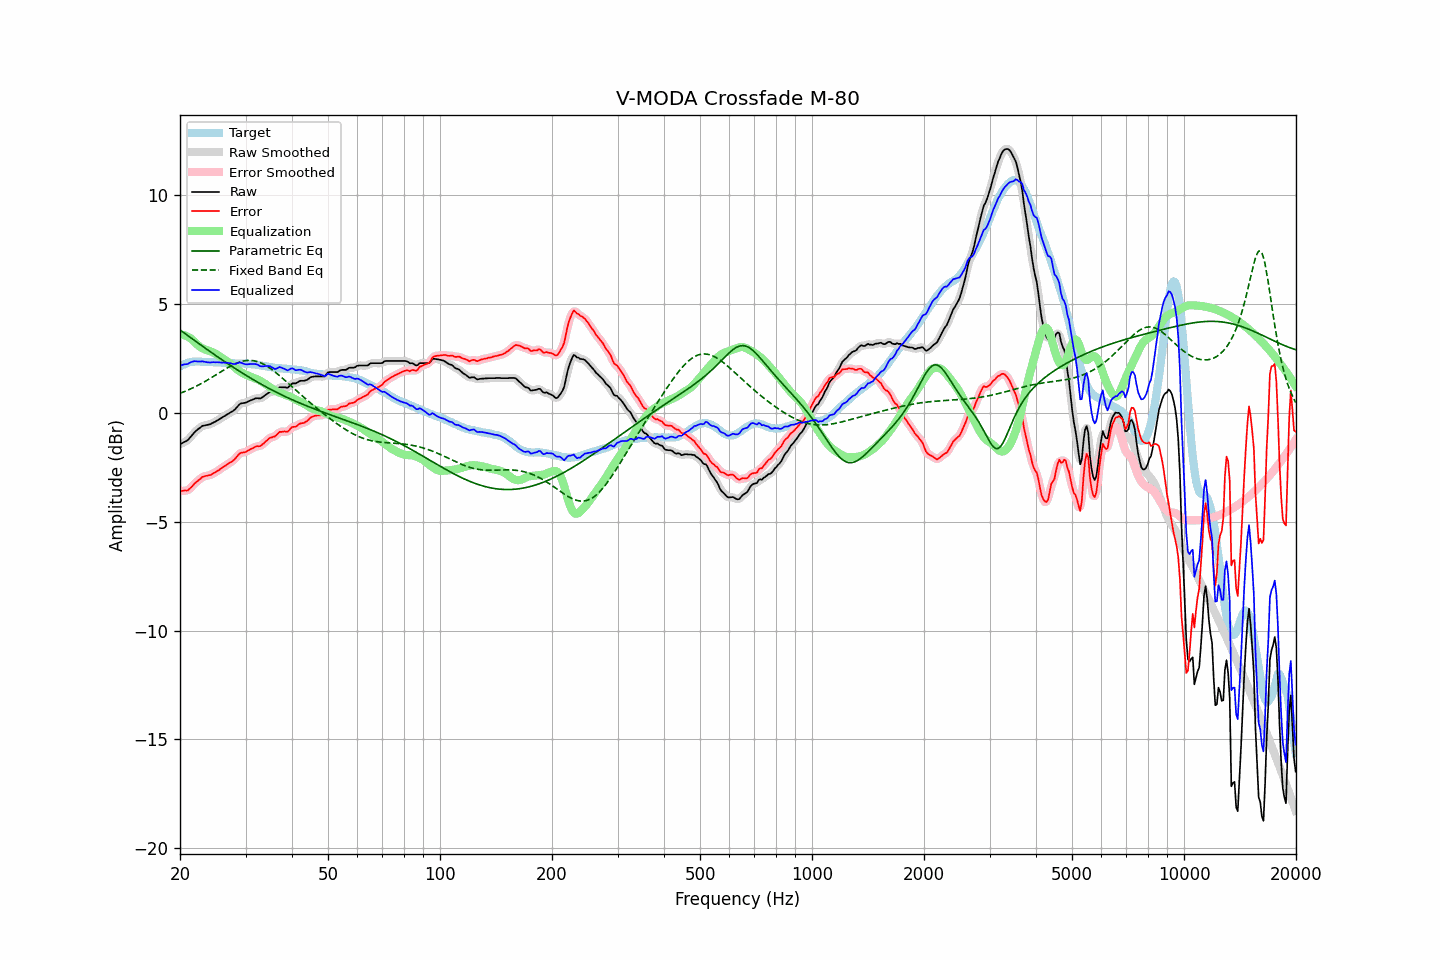 V-MODA Crossfade M-80
Target
Raw Smoothed
Error Smoothed
Raw
Error
Equalization
Parametric Eq
Fixed Band Eq
Equalized
Amplitude (dBr)
10
5
0
−5
−10
−15
−20
20
50
100
200
500
1000
2000
5000
10000
20000
Frequency (Hz)